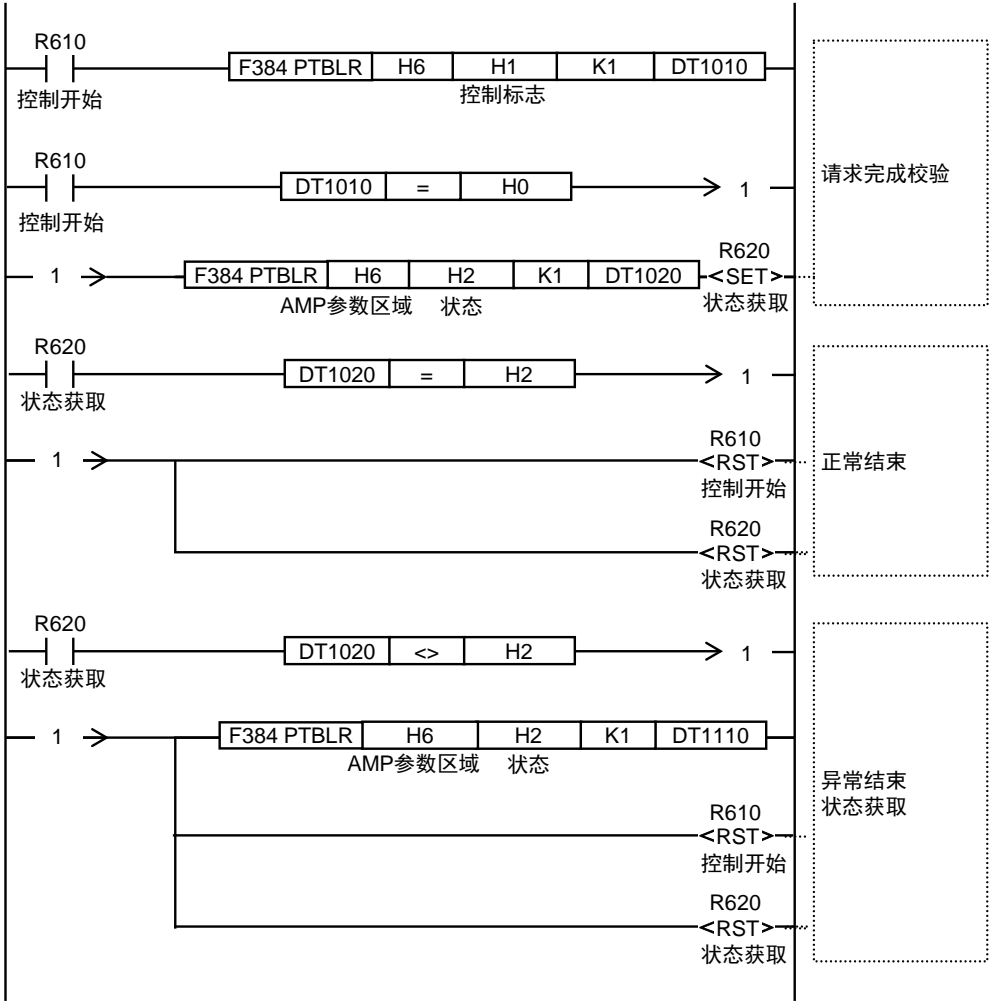 R610
F384 PTBLR H6 H1 K1 DT1010
控制开始
控制标志
R610
DT1010 = H0 1
控制开始
请求完成校验
R620
1 F384 PTBLR H6 H2 K1 DT1020 <SET>
AMP参数区域 状态 状态获取
R620
DT1020 = H2 1
状态获取
R610
1 <RST> 正常结束
控制开始
R620
<RST>
状态获取
R620
DT1020 <> H2 1
状态获取
1 F384 PTBLR H6 H2 K1 DT1110
AMP参数区域 状态
异常结束
状态获取
R610
<RST>
控制开始
R620
<RST>
状态获取